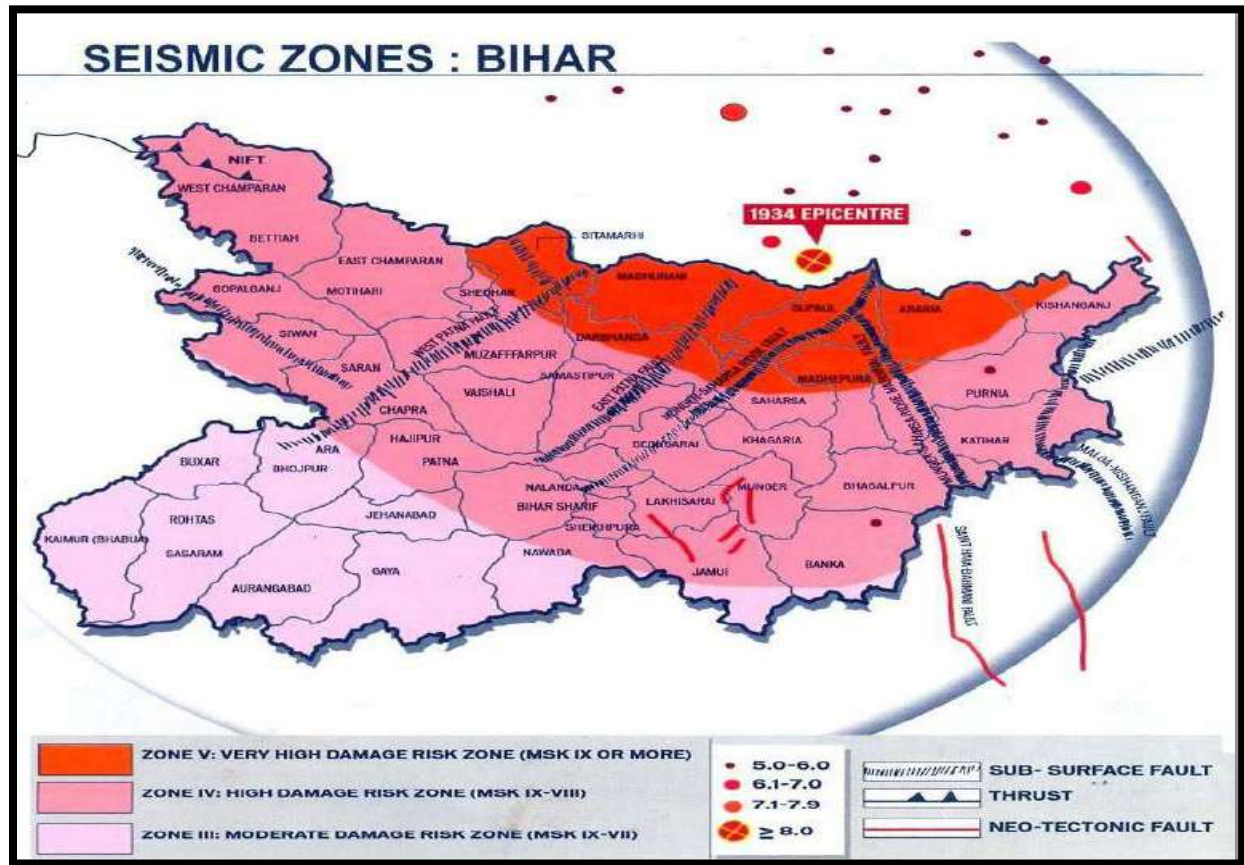 SEISMIC ZONES : BIHAR
NIFT
WEST CHAMPARAN
1934 EPICENTRE
SITAMARHI
BETTIAH
EAST CHAMPARAN
GOPALGANJ
MOTIHARI
SHEOHAR
MADHUBANI
SUPAUL
ARARIA
KISHANGANJ
SIWAN
DARBHANGA
WEST PATNA FAULT
SARAN
MUZAFFFARPUR
SAMASTIPUR
EAST PATNA FAULT
MADHEPURA
VAISHALI
SAHARSA
PURNIA
CHAPRA
HAJIPUR
ARA
BEGUSARAI
KHAGARIA
KATIHAR
BUXAR
BHOJPUR
PATNA
MALDA-KISHANGANJ FAULT
NALANDA
LAKHISARAI
MUNGER
BHAGALPUR
BIHAR SHARIF
JEHANABAD
ROHTAS
SHEIKHPURA
KAIMUR (BHABUA)
SASARAM
NAWADA
GAYA
JAMUI
BANKA
AURANGABAD
ZONE V: VERY HIGH DAMAGE RISK ZONE (MSK IX OR MORE)
ZONE IV: HIGH DAMAGE RISK ZONE (MSK IX-VIII)
ZONE III: MODERATE DAMAGE RISK ZONE (MSK IX-VII)
5.0-6.0
6.1-7.0
7.1-7.9
≥ 8.0
SUB- SURFACE FAULT
THRUST
NEO-TECTONIC FAULT